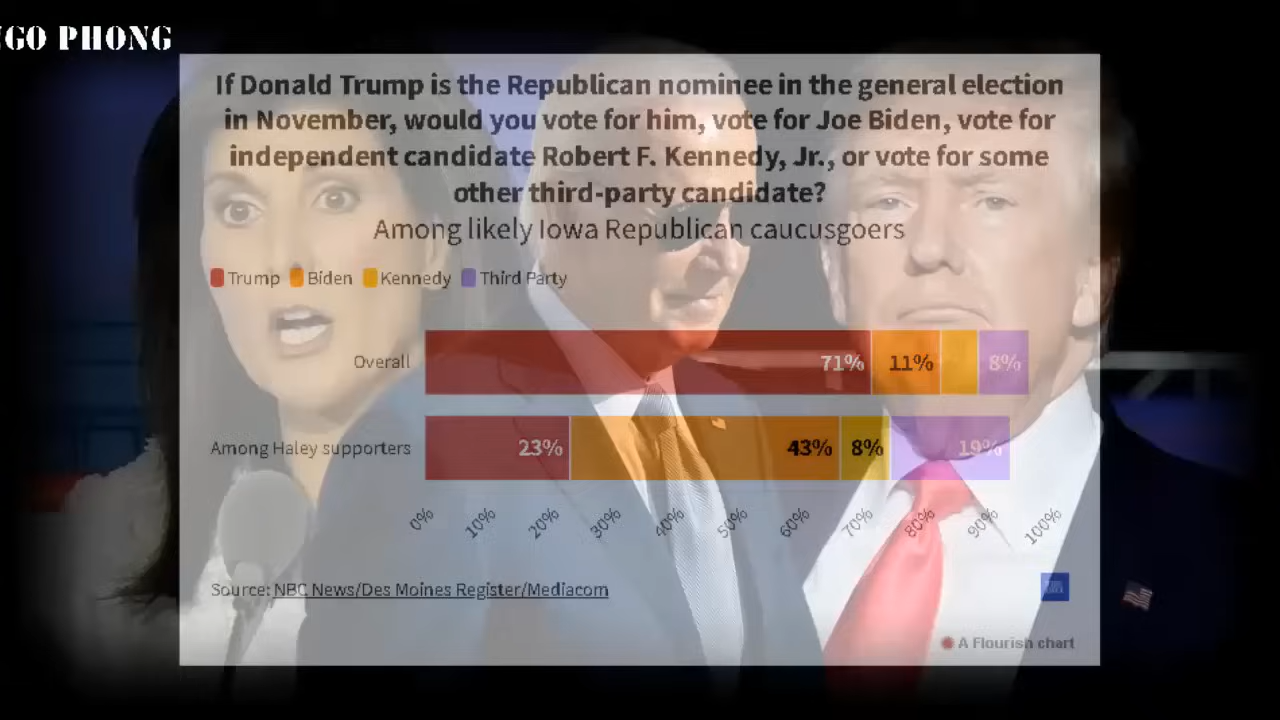 GO PHONG
If Donald Trump is the Republican nominee in the general election
in November, would you vote for him, vote for Joe Biden, vote for
independent candidate Robert F. Kennedy, Jr., or vote for some
other third-party candidate?
Among likely Iowa Republican caucusgoers
Trump Biden Kennedy Third Party
Overall 71% 11% 8%
Among Haley supporters 23% 43% 8% 19%
0% 10% 20% 30% 40% 50% 60% 70% 80% 90% 100%
Source: NBC News/Des Moines Register/Mediacom
A Flourish chart